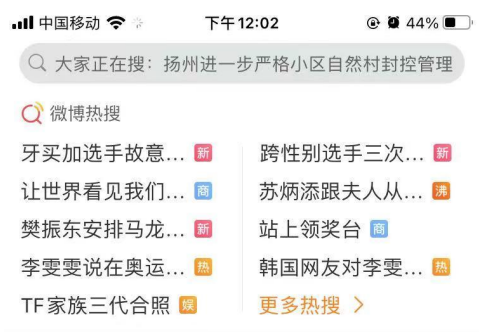 中国移动 下午12:02 44%
大家正在搜：扬州进一步严格小区自然村封控管理
微博热搜
牙买加选手故意... 新 跨性别选手三次... 新
让世界看见我们... 商 苏炳添跟夫人从... 沸
樊振东安排马龙... 新 站上领奖台 商
李雯雯说在奥运... 热 韩国网友对李雯... 热
TF家族三代合照 娱 更多热搜 >